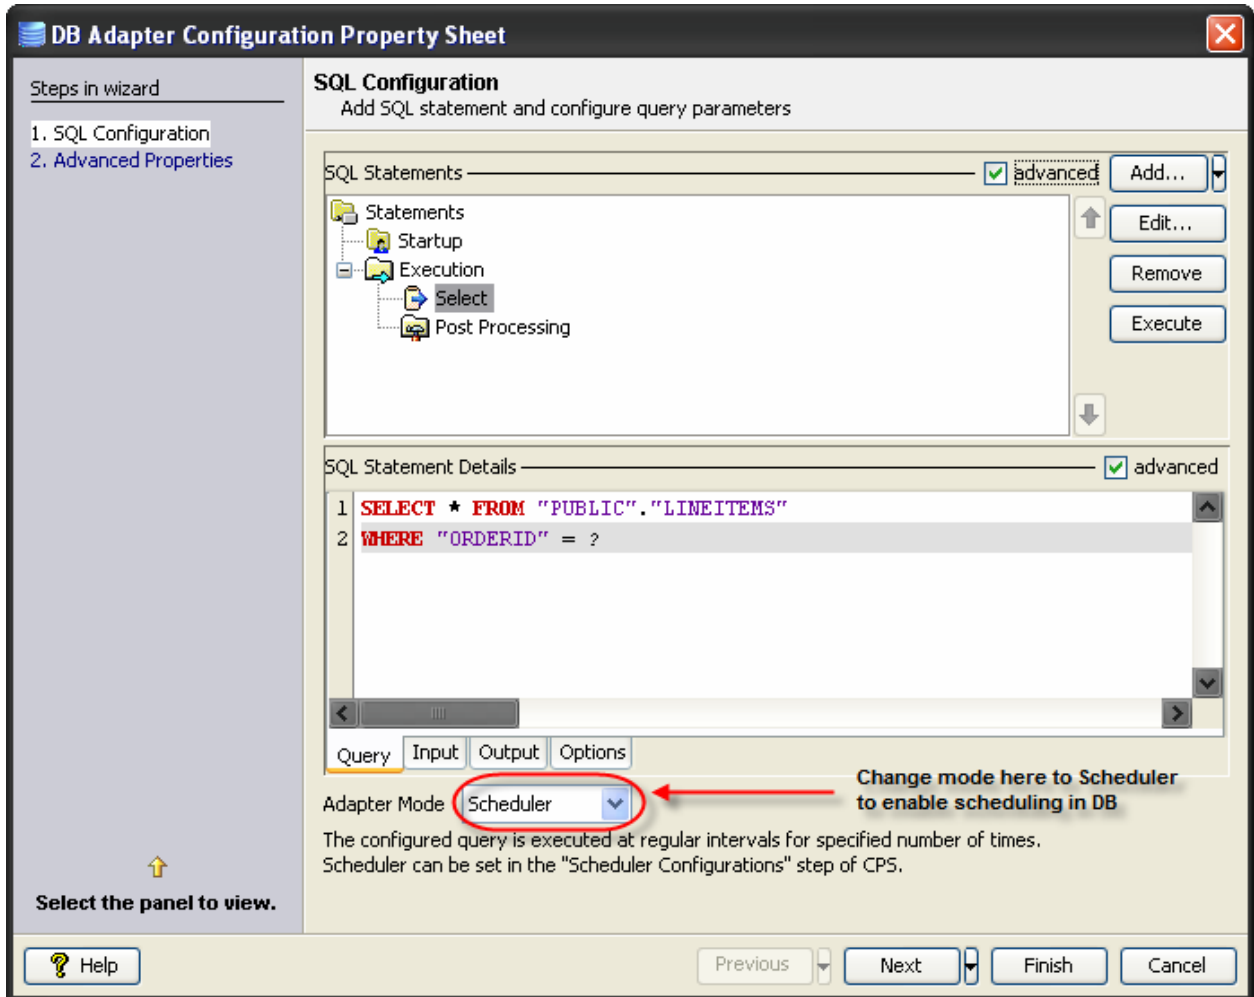 DB Adapter Configuration Property Sheet
Steps in wizard
1. SQL Configuration
2. Advanced Properties
SQL Configuration
Add SQL statement and configure query parameters
SQL Statements
advanced
Add...
Statements
Startup
Execution
Select
Post Processing
Edit...
Remove
Execute
SQL Statement Details
advanced
1 SELECT * FROM "PUBLIC"."LINEITEMS"
2 WHERE "ORDERID" = ?
Query Input Output Options
Adapter Mode Scheduler
Change mode here to Scheduler
to enable scheduling in DB
The configured query is executed at regular intervals for specified number of times.
Scheduler can be set in the "Scheduler Configurations" step of CPS.
Select the panel to view.
Help
Previous
Next
Finish
Cancel